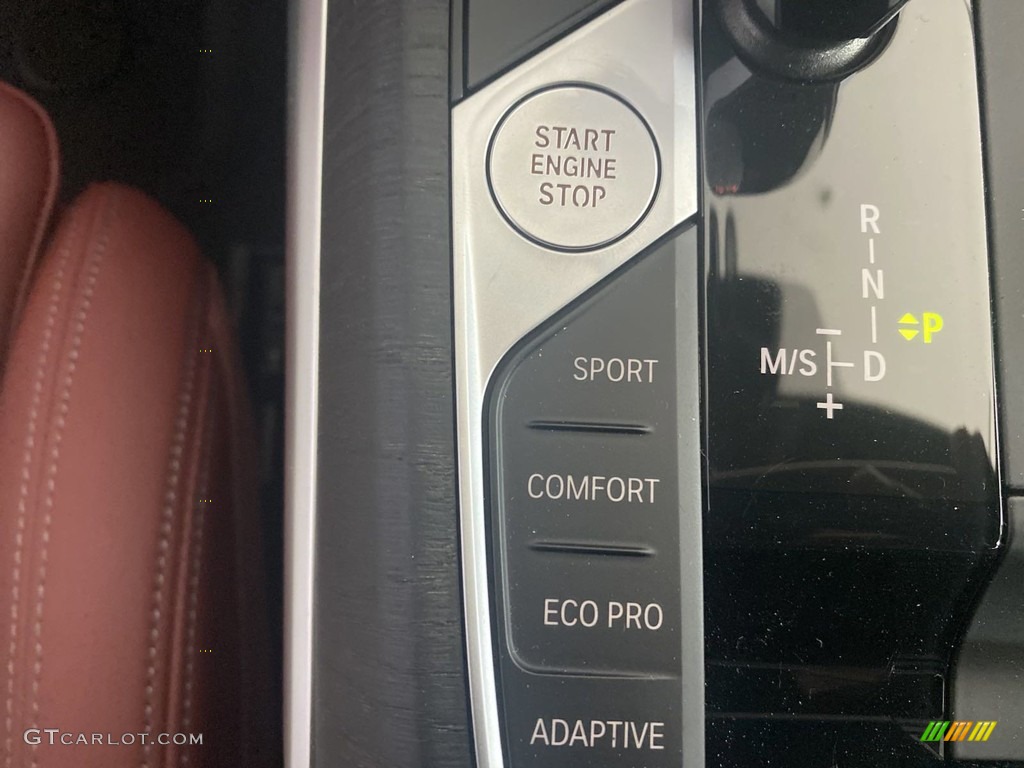 START
ENGINE
STOP
R
N
P
M/S
D
−
+
SPORT
COMFORT
ECO PRO
ADAPTIVE
GTCARLOT.COM